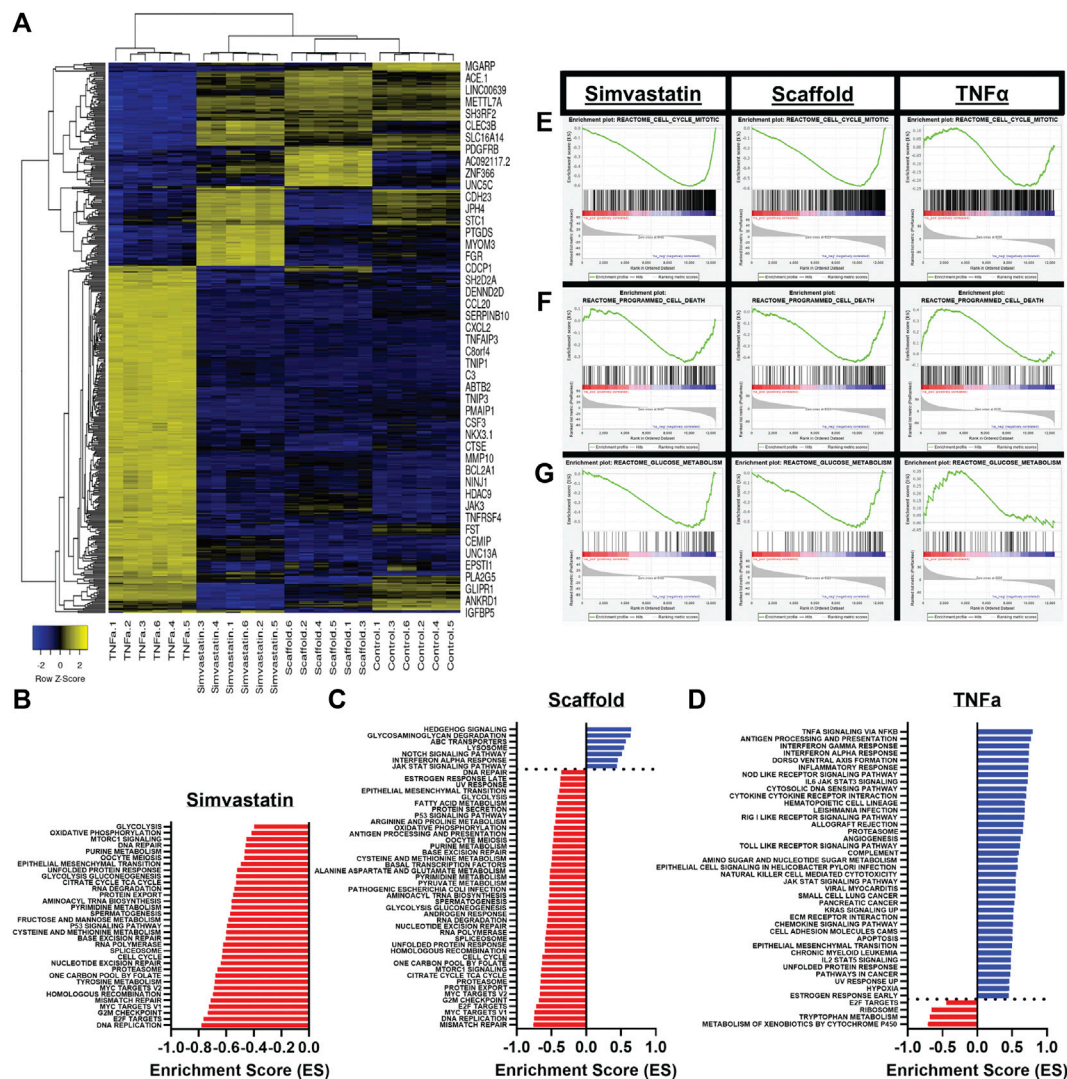 A
MGARP
ACE.1
LINC00639
METTL7A
SH3RF2
CLEC3B
SLC16A14
PDGFRB
AC092117.2
ZNF366
UNC5C
CDH23
JPH4
STC1
PTGDS
MYOM3
FGR
CDCP1
SH2D2A
DENND2D
CCL20
SERPINB10
CXCL2
TNFAIP3
C8orf4
TNIP1
C3
ABTB2
TNIP3
PMAIP1
CSF3
NKX3.1
CTSE
MMP10
BCL2A1
NINJ1
HDAC9
JAK3
TNFRSF4
FST
CEMIP
UNC13A
EPSTI1
PLA2G5
GLIPR1
ANKRD1
IGFBP5
TNFa.1
TNFa.2
TNFa.3
TNFa.6
TNFa.4
TNFa.5
Simvastatin.3
Simvastatin.4
Simvastatin.1
Simvastatin.6
Simvastatin.2
Simvastatin.5
Scaffold.6
Scaffold.2
Scaffold.4
Scaffold.5
Scaffold.1
Scaffold.3
Control.1
Control.3
Control.6
Control.2
Control.4
Control.5
-2 0 2
Row Z-Score
Simvastatin Scaffold TNFα
E
Enrichment plot: REACTOME_CELL_CYCLE_MITOTIC
Enrichment plot: REACTOME_CELL_CYCLE_MITOTIC
Enrichment plot: REACTOME_CELL_CYCLE_MITOTIC
F
Enrichment plot: REACTOME_PROGRAMMED_CELL_DEATH
Enrichment plot: REACTOME_PROGRAMMED_CELL_DEATH
Enrichment plot: REACTOME_PROGRAMMED_CELL_DEATH
G
Enrichment plot: REACTOME_GLUCOSE_METABOLISM
Enrichment plot: REACTOME_GLUCOSE_METABOLISM
Enrichment plot: REACTOME_GLUCOSE_METABOLISM
B
Simvastatin
GLYCOLYSIS
OXIDATIVE PHOSPHORYLATION
MTORC1 SIGNALING
DNA REPAIR
PURINE METABOLISM
OOCYTE MEIOSIS
EPITHELIAL MESENCHYMAL TRANSITION
UNFOLDED PROTEIN RESPONSE
GLYCOLYSIS GLUCONEOGENESIS
CITRATE CYCLE TCA CYCLE
RNA DEGRADATION
PROTEIN EXPORT
AMINOACYL TRNA BIOSYNTHESIS
PYRIMIDINE METABOLISM
SPERMATOGENESIS
FRUCTOSE AND MANNOSE METABOLISM
P53 SIGNALING PATHWAY
CYSTEINE AND METHIONINE METABOLISM
BASE EXCISION REPAIR
RNA POLYMERASE
SPLICEOSOME
CELL CYCLE
NUCLEOTIDE EXCISION REPAIR
PROTEASOME
ONE CARBON POOL BY FOLATE
TYROSINE METABOLISM
MYC TARGETS V2
HOMOLOGOUS RECOMBINATION
MISMATCH REPAIR
MYC TARGETS V1
G2M CHECKPOINT
E2F TARGETS
DNA REPLICATION
-1.0 -0.8 -0.6 -0.4 -0.2 0.0
Enrichment Score (ES)
C
Scaffold
HEDGEHOG SIGNALING
GLYCOSAMINOGLYCAN DEGRADATION
ABC TRANSPORTERS
LYSOSOME
NOTCH SIGNALING PATHWAY
INTERFERON ALPHA RESPONSE
JAK STAT SIGNALING PATHWAY
DNA REPAIR
ESTROGEN RESPONSE LATE
UV RESPONSE
EPITHELIAL MESENCHYMAL TRANSITION
GLYCOLYSIS
FATTY ACID METABOLISM
PROTEIN SECRETION
P53 SIGNALING PATHWAY
ARGININE AND PROLINE METABOLISM
OXIDATIVE PHOSPHORYLATION
ANTIGEN PROCESSING AND PRESENTATION
OOCYTE MEIOSIS
PURINE METABOLISM
BASE EXCISION REPAIR
CYSTEINE AND METHIONINE METABOLISM
BASAL TRANSCRIPTION FACTORS
ALANINE ASPARTATE AND GLUTAMATE METABOLISM
PYRIMIDINE METABOLISM
PYRUVATE METABOLISM
PATHOGENIC ESCHERICHIA COLI INFECTION
AMINOACYL TRNA BIOSYNTHESIS
SPERMATOGENESIS
GLYCOLYSIS GLUCONEOGENESIS
ANDROGEN RESPONSE
RNA DEGRADATION
NUCLEOTIDE EXCISION REPAIR
RNA POLYMERASE
SPLICEOSOME
UNFOLDED PROTEIN RESPONSE
HOMOLOGOUS RECOMBINATION
CELL CYCLE
ONE CARBON POOL BY FOLATE
MTORC1 SIGNALING
CITRATE CYCLE TCA CYCLE
PROTEASOME
PROTEIN EXPORT
MYC TARGETS V2
G2M CHECKPOINT
E2F TARGETS
MYC TARGETS V1
DNA REPLICATION
MISMATCH REPAIR
-1.0 -0.5 0.0 0.5 1.0
Enrichment Score (ES)
D
TNFa
TNFA SIGNALING VIA NFKB
ANTIGEN PROCESSING AND PRESENTATION
INTERFERON GAMMA RESPONSE
INTERFERON ALPHA RESPONSE
DORSO VENTRAL AXIS FORMATION
INFLAMMATORY RESPONSE
NOD LIKE RECEPTOR SIGNALING PATHWAY
IL6 JAK STAT3 SIGNALING
CYTOSOLIC DNA SENSING PATHWAY
CYTOKINE CYTOKINE RECEPTOR INTERACTION
HEMATOPOIETIC CELL LINEAGE
LEISHMANIA INFECTION
RIG I LIKE RECEPTOR SIGNALING PATHWAY
ALLOGRAFT REJECTION
PROTEASOME
ANGIOGENESIS
TOLL LIKE RECEPTOR SIGNALING PATHWAY
COMPLEMENT
AMINO SUGAR AND NUCLEOTIDE SUGAR METABOLISM
EPITHELIAL CELL SIGNALING IN HELICOBACTER PYLORI INFECTION
NATURAL KILLER CELL MEDIATED CYTOTOXICITY
JAK STAT SIGNALING PATHWAY
VIRAL MYOCARDITIS
SMALL CELL LUNG CANCER
PANCREATIC CANCER
KRAS SIGNALING UP
ECM RECEPTOR INTERACTION
CHEMOKINE SIGNALING PATHWAY
CELL ADHESION MOLECULES CAMS
APOPTOSIS
EPITHELIAL MESENCHYMAL TRANSITION
CHRONIC MYELOID LEUKEMIA
IL2 STAT5 SIGNALING
UNFOLDED PROTEIN RESPONSE
PATHWAYS IN CANCER
UV RESPONSE UP
HYPOXIA
ESTROGEN RESPONSE EARLY
E2F TARGETS
RIBOSOME
TRYPTOPHAN METABOLISM
METABOLISM OF XENOBIOTICS BY CYTOCHROME P450
-1.0 -0.5 0.0 0.5 1.0
Enrichment Score (ES)